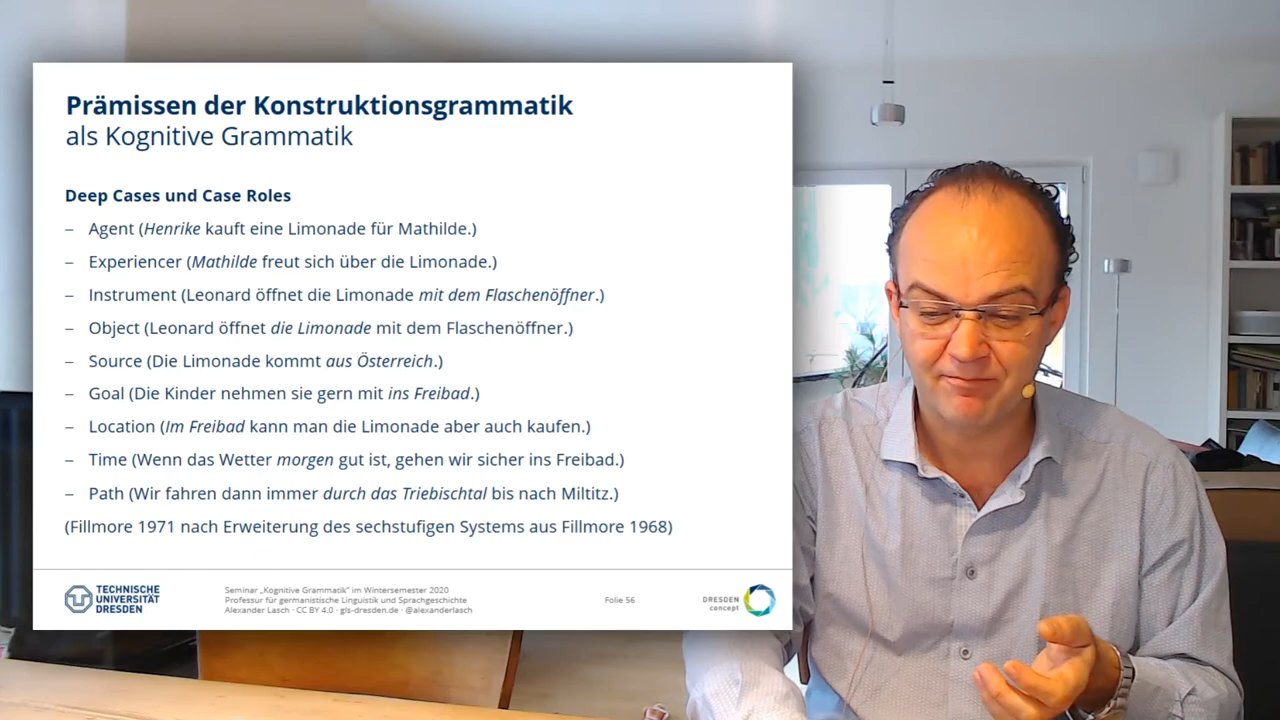 Prämissen der Konstruktionsgrammatik
als Kognitive Grammatik
Deep Cases und Case Roles
– Agent (Henrike kauft eine Limonade für Mathilde.)
– Experiencer (Mathilde freut sich über die Limonade.)
– Instrument (Leonard öffnet die Limonade mit dem Flaschenöffner.)
– Object (Leonard öffnet die Limonade mit dem Flaschenöffner.)
– Source (Die Limonade kommt aus Österreich.)
– Goal (Die Kinder nehmen sie gern mit ins Freibad.)
– Location (Im Freibad kann man die Limonade aber auch kaufen.)
– Time (Wenn das Wetter morgen gut ist, gehen wir sicher ins Freibad.)
– Path (Wir fahren dann immer durch das Triebischtal bis nach Miltitz.)
(Fillmore 1971 nach Erweiterung des sechstufigen Systems aus Fillmore 1968)
TECHNISCHE
UNIVERSITÄT
DRESDEN
Seminar „Kognitive Grammatik" im Wintersemester 2020
Professur für germanistische Linguistik und Sprachgeschichte
Alexander Lasch · CC BY 4.0 · gls-dresden.de · @alexanderlasch
Folie 56
DRESDEN
concept